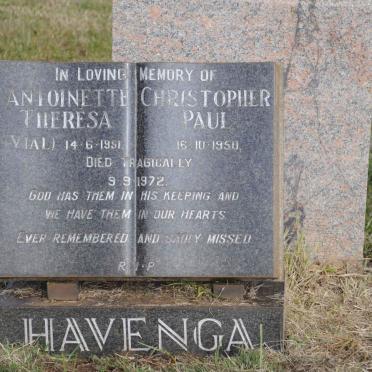 IN LOVING MEMORY OF
ANTOINETTE CHRISTOPHER
THERESA PAUL
(VIAL) 14·6·1951. 16·10·1950.
DIED TRAGICALLY
9·9·1972.
GOD HAS THEM IN HIS KEEPING AND
WE HAVE THEM IN OUR HEARTS
EVER REMEMBERED AND SADLY MISSED
R·I·P
HAVENGA